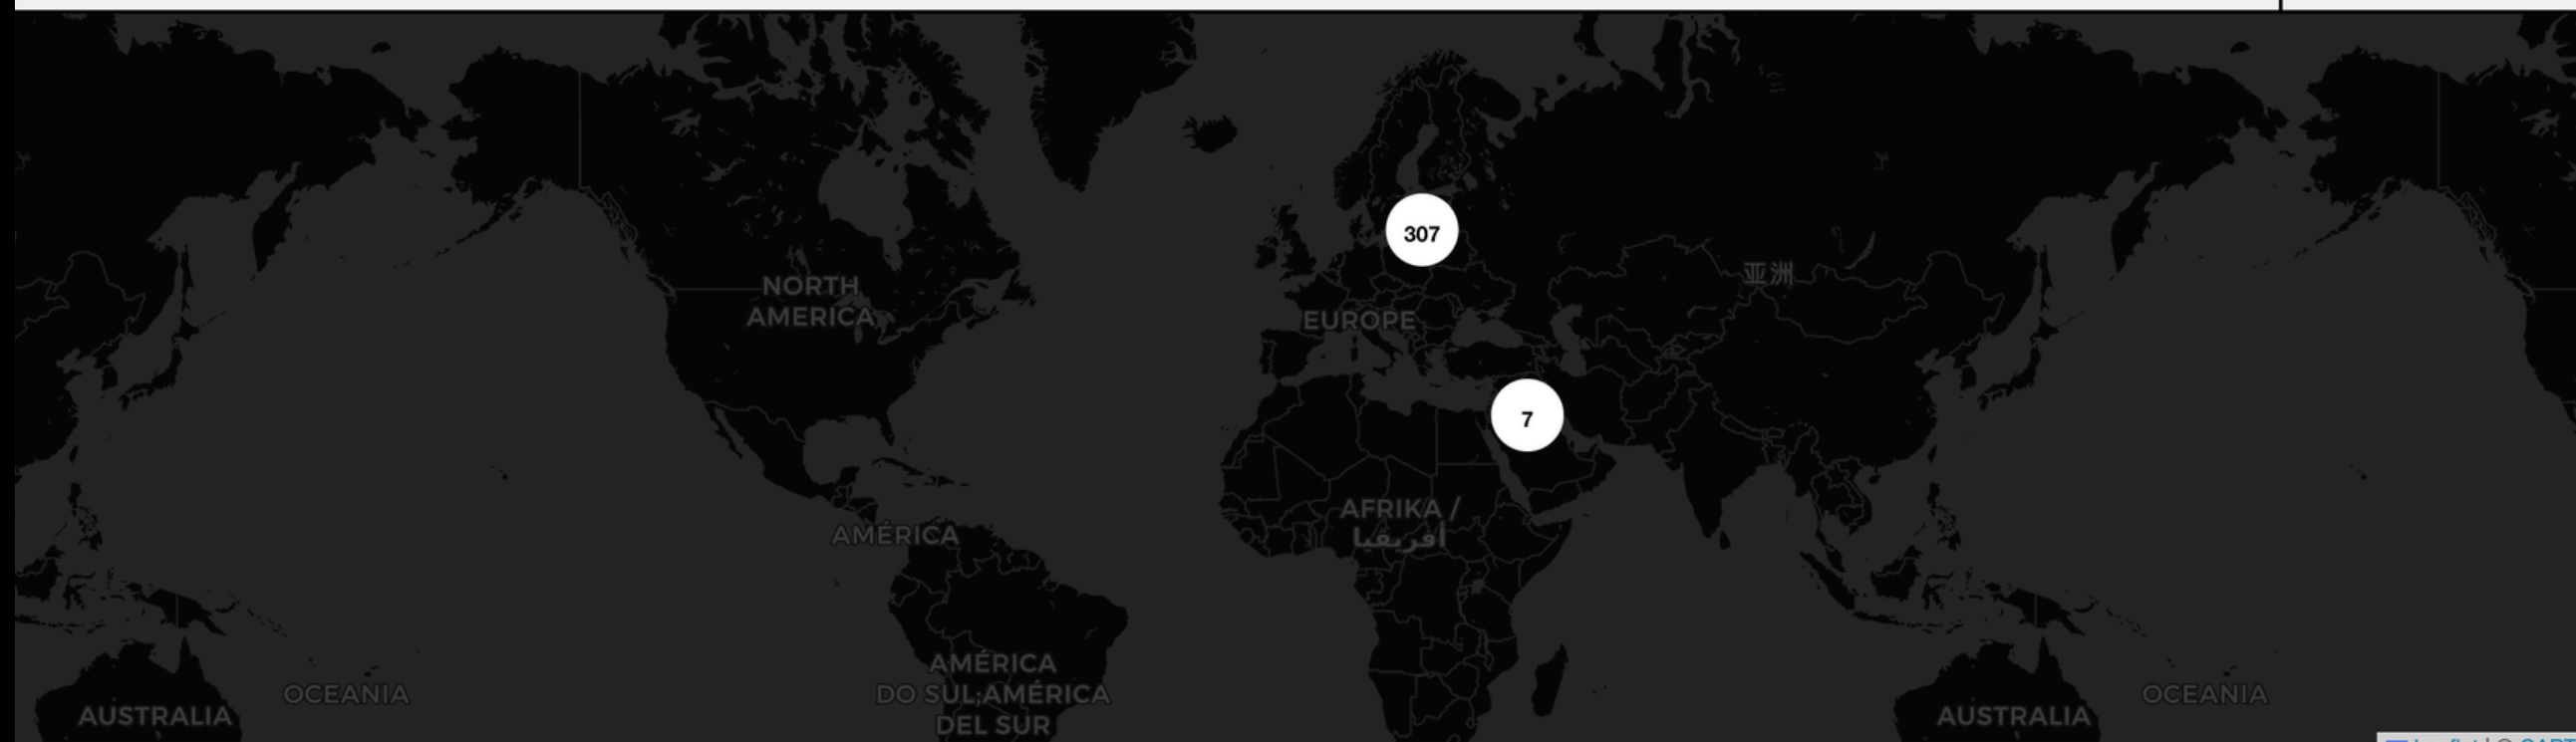 307
NORTH
AMERICA
亚洲
EUROPE
7
AFRIKA /
أفريقيا
AMÉRICA
AMÉRICA
DO SUL;AMÉRICA
DEL SUR
OCEANIA
OCEANIA
AUSTRALIA
AUSTRALIA